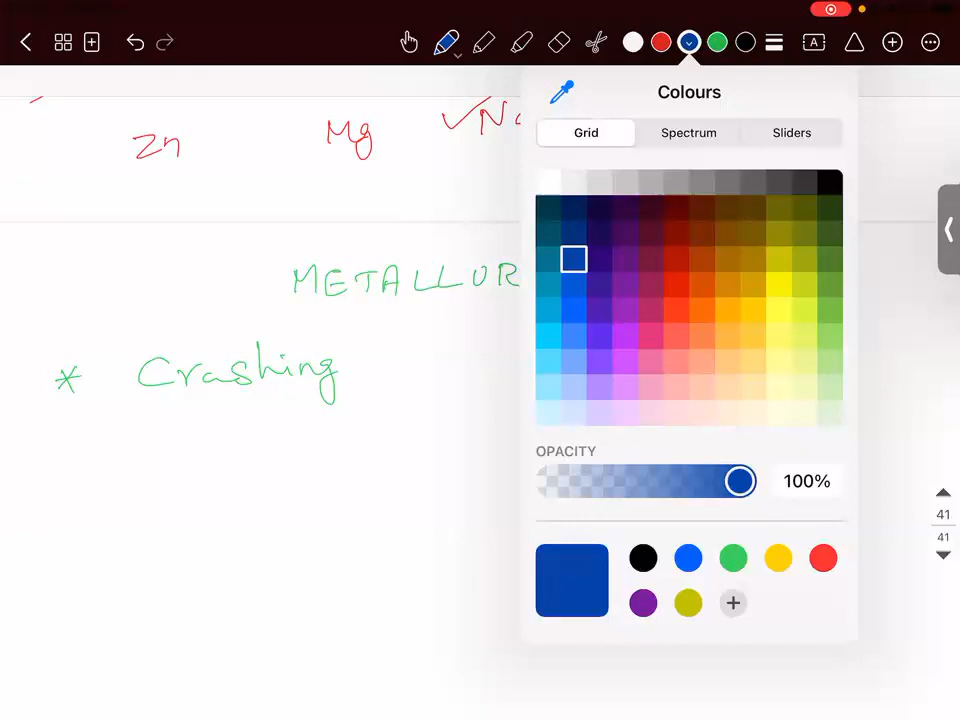 A
Colours
Zn Mg ✓N
Grid Spectrum Sliders
METALLUR
* Crashing
OPACITY
100%
41
41